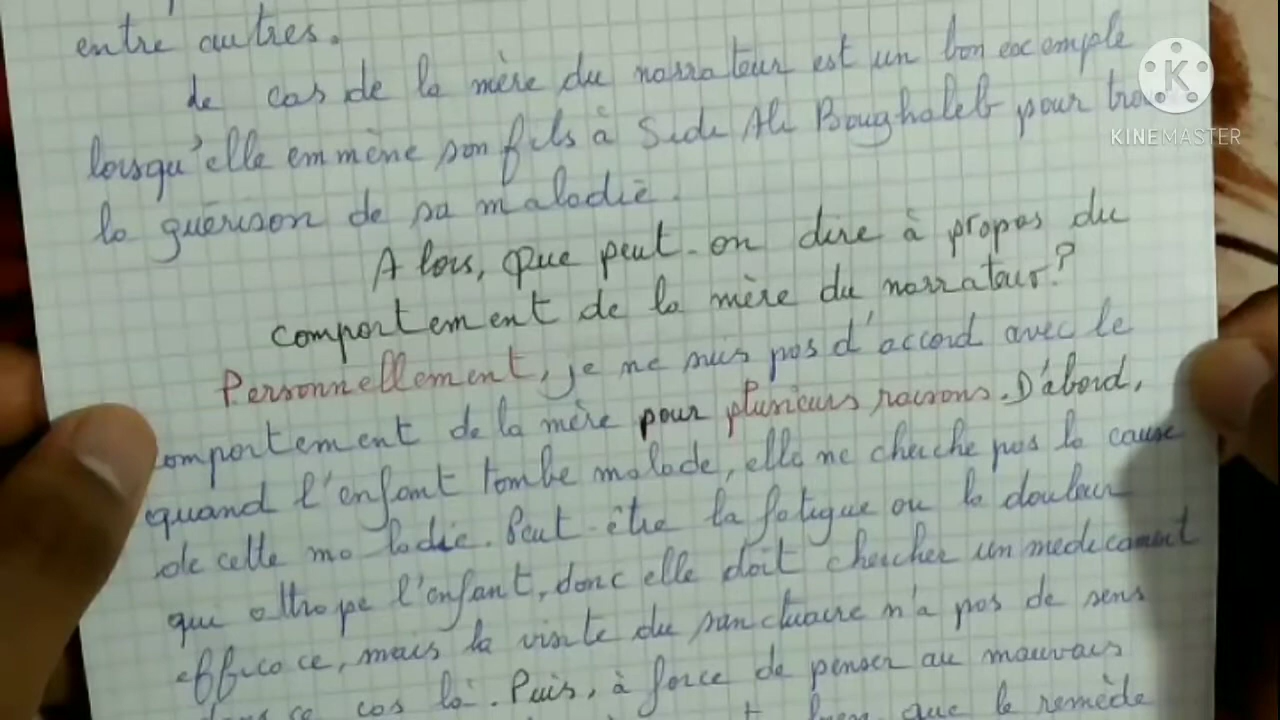 entre autres.
de cas de la mère du narrateur est un bon exemple
lorsqu'elle emmène son fils à Sidi Ali Boughaleb pour
la guérison de sa maladie.
Alors, que peut-on dire à propos du
comportement de la mère du narrateur?
Personnellement, je ne suis pas d'accord avec le
comportement de la mère pour plusieurs raisons. D'abord,
quand l'enfant tombe malade, elle ne cherche pas la cause
de cette maladie. Peut-être la fatigue ou la douleur
que attrape l'enfant, donc elle doit chercher un médicament
efficace, mais la visite du sanctuaire n'a pas de sens
dans ce cas là. Puis, à force de penser au mauvais
que le remède
K
KINEMASTER